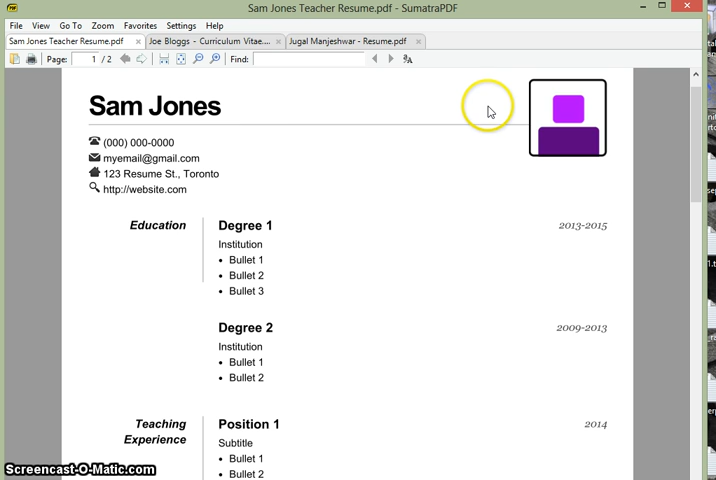 Sam Jones Teacher Resume.pdf - SumatraPDF
File View Go To Zoom Favorites Settings Help
Sam Jones Teacher Resume.pdf Joe Bloggs - Curriculum Vitae.... Jugal Manjeshwar - Resume.pdf
Page: 1 / 2 Find:
Sam Jones
(000) 000-0000
myemail@gmail.com
123 Resume St., Toronto
http://website.com
Education Degree 1 2013-2015
Institution
• Bullet 1
• Bullet 2
• Bullet 3
Degree 2 2009-2013
Institution
• Bullet 1
• Bullet 2
Teaching Position 1 2014
Experience Subtitle
• Bullet 1
• Bullet 2
Screencast-O-Matic.com